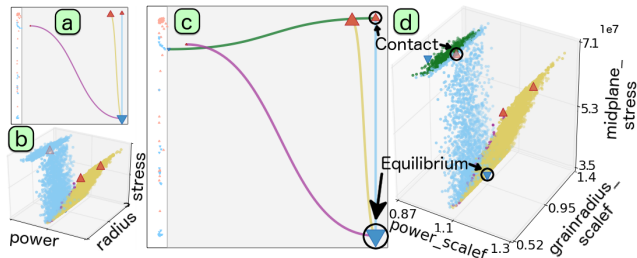 a
b
stress
power
radius
c
Contact
Equilibrium
d
1e7
7.1
5.3
3.5
midplane_
stress
0.87
1.1
1.3
power_scalef
0.52
0.95
1.4
grainradius_
scalef